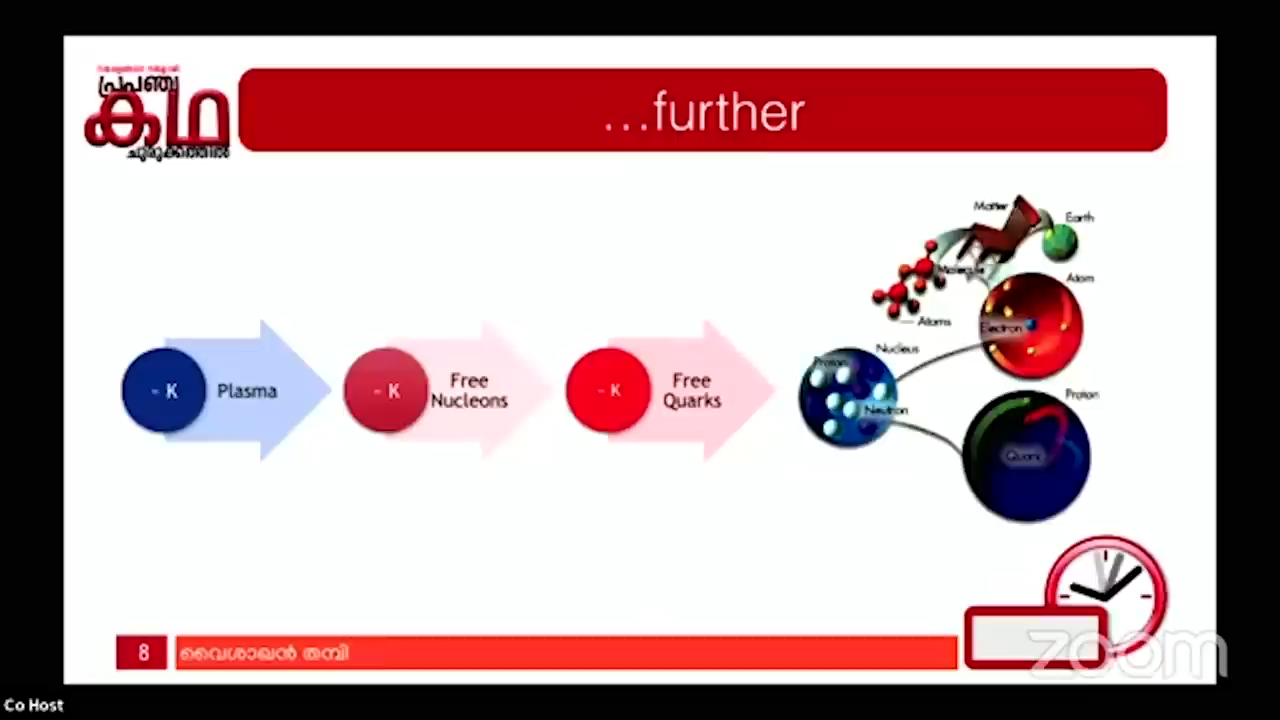 പ്രപഞ്ച
കഥ
ചുരുക്കത്തിൽ
...further
- K
Plasma
- K
Free
Nucleons
- K
Free
Quarks
Matter
Earth
Molecule
Atom
Atoms
Electron
Nucleus
Proton
Neutron
Proton
Quark
8
വൈശാഖൻ തമ്പി
zoom
Co Host